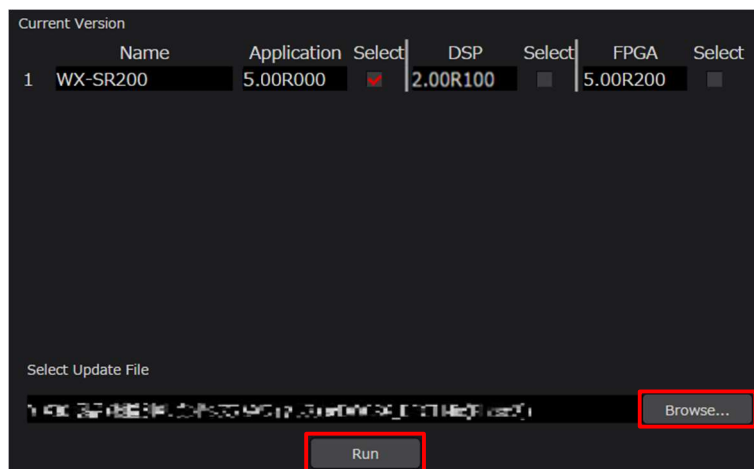 Current Version
Name Application Select DSP Select FPGA Select
1 WX-SR200 5.00R000 2.00R100 5.00R200
Select Update File
Browse...
Run